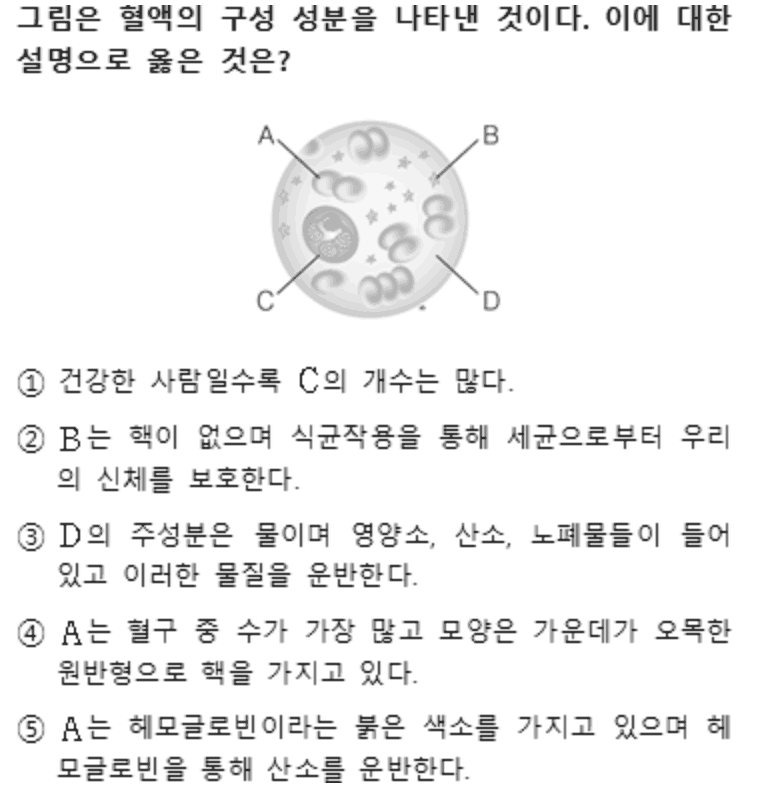 그림은 혈액의 구성 성분을 나타낸 것이다. 이에 대한
설명으로 옳은 것은?
A
B
C
D
① 건강한 사람일수록 C의 개수는 많다.
② B는 핵이 없으며 식균작용을 통해 세균으로부터 우리
의 신체를 보호한다.
③ D의 주성분은 물이며 영양소, 산소, 노폐물들이 들어
있고 이러한 물질을 운반한다.
④ A는 혈구 중 수가 가장 많고 모양은 가운데가 오목한
원반형으로 핵을 가지고 있다.
⑤ A는 헤모글로빈이라는 붉은 색소를 가지고 있으며 헤
모글로빈을 통해 산소를 운반한다.